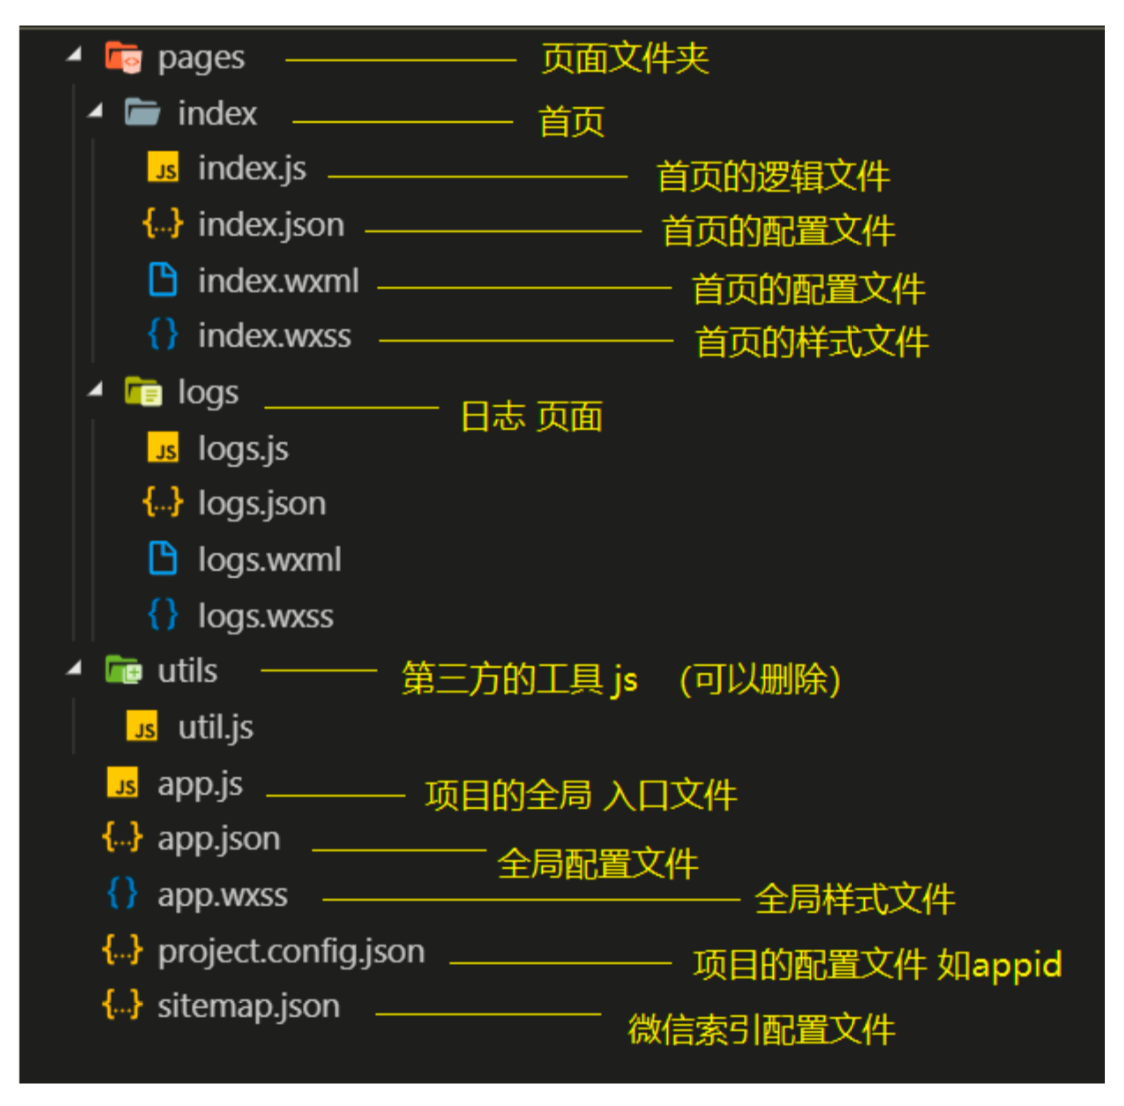 pages 页面文件夹
index 首页
index.js 首页的逻辑文件
index.json 首页的配置文件
index.wxml 首页的配置文件
index.wxss 首页的样式文件
logs 日志 页面
logs.js
logs.json
logs.wxml
logs.wxss
utils 第三方的工具 js (可以删除)
util.js
app.js 项目的全局 入口文件
app.json 全局配置文件
app.wxss 全局样式文件
project.config.json 项目的配置文件 如appid
sitemap.json 微信索引配置文件